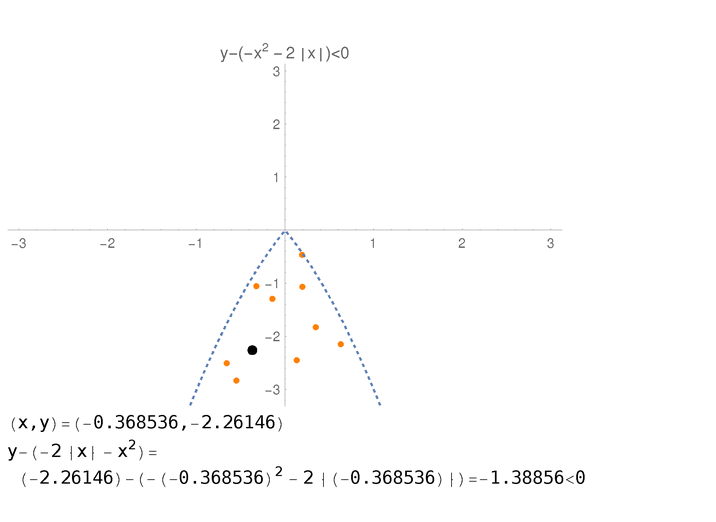 y−(−x² − 2 |x|)<0
3
2
1
−3 −2 −1 1 2 3
−1
−2
−3
(x,y)=(−0.368536,−2.26146)
y−(−2 |x| − x²)=
(−2.26146)−(−(−0.368536)² − 2 |(−0.368536)|)=−1.38856<0